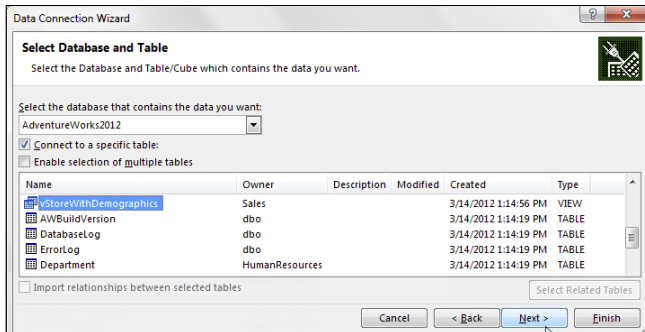 Data Connection Wizard
Select Database and Table
Select the Database and Table/Cube which contains the data you want.
Select the database that contains the data you want:
AdventureWorks2012
Connect to a specific table:
Enable selection of multiple tables
Name Owner Description Modified Created Type
vStoreWithDemographics Sales 3/14/2012 1:14:56 PM VIEW
AWBuildVersion dbo 3/14/2012 1:14:19 PM TABLE
DatabaseLog dbo 3/14/2012 1:14:19 PM TABLE
ErrorLog dbo 3/14/2012 1:14:19 PM TABLE
Department HumanResources 3/14/2012 1:14:19 PM TABLE
Import relationships between selected tables
Select Related Tables
Cancel < Back Next > Finish